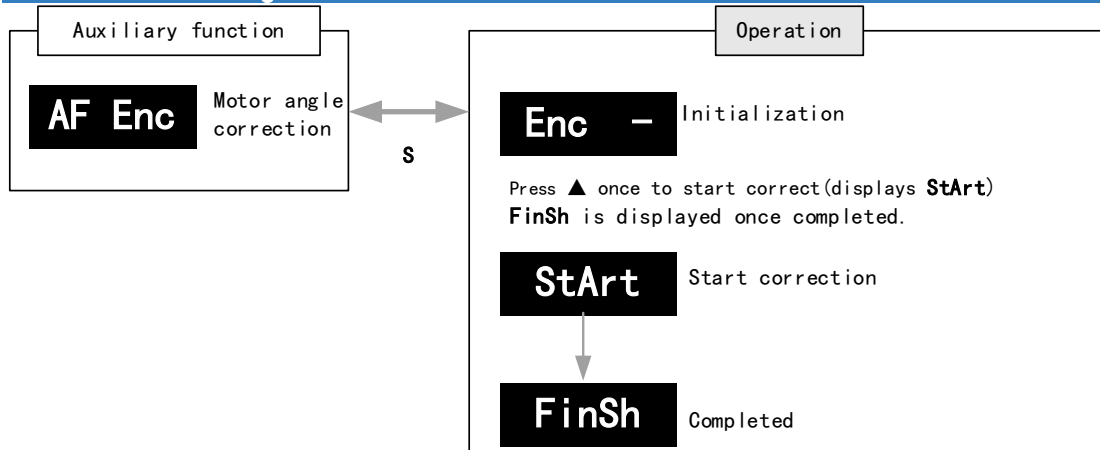 Auxiliary function
AF Enc
Motor angle
correction
S
Operation
Enc －
Initialization
Press ▲ once to start correct(displays StArt)
FinSh is displayed once completed.
StArt
Start correction
FinSh
Completed